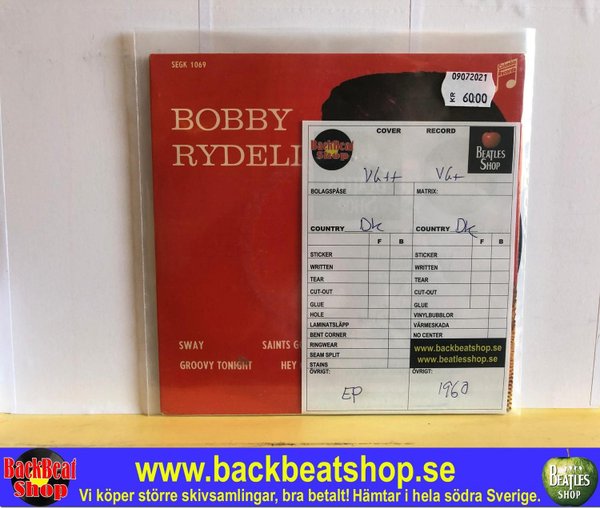 SEGK 1069
Columbia
Records
09072021
KR 60.00
BOBBY
RYDELL
BackBeat
Shop
COVER RECORD
BEATLES
SHOP
VG++ VG+
BOLAGSPÅSE MATRIX:
COUNTRY DK COUNTRY DK
F B F B
STICKER STICKER
WRITTEN WRITTEN
TEAR TEAR
CUT-OUT CUT-OUT
GLUE GLUE
HOLE VINYLBUBBLOR
LAMINATSLÄPP VÄRMESKADA
BENT CORNER NO CENTER
RINGWEAR www.backbeatshop.se
SEAM SPLIT www.beatlesshop.se
STAINS
ÖVRIGT: ÖVRIGT:
EP 1960
SWAY SAINTS
GROOVY TONIGHT HEY
BackBeat
Shop
www.backbeatshop.se
Vi köper större skivsamlingar, bra betalt! Hämtar i hela södra Sverige.
BEATLES
SHOP